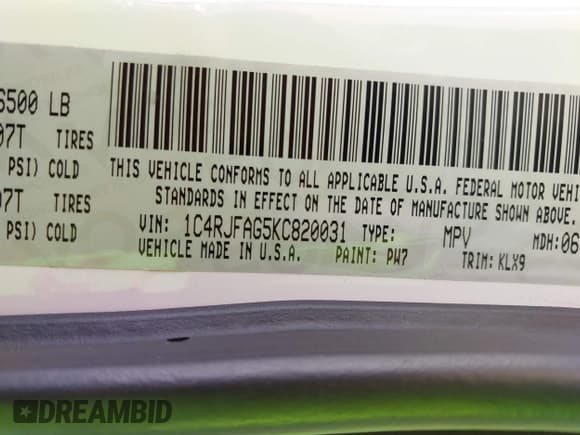 6500 LB
07T TIRES
PSI) COLD
07T TIRES
PSI) COLD
THIS VEHICLE CONFORMS TO ALL APPLICABLE U.S.A. FEDERAL MOTOR VEHI
STANDARDS IN EFFECT ON THE DATE OF MANUFACTURE SHOWN ABOVE.
VIN: 1C4RJFAG5KC820031 TYPE: MPV MDH: 06
VEHICLE MADE IN U.S.A. PAINT: PW7 TRIM: KLX9
DREAMBID